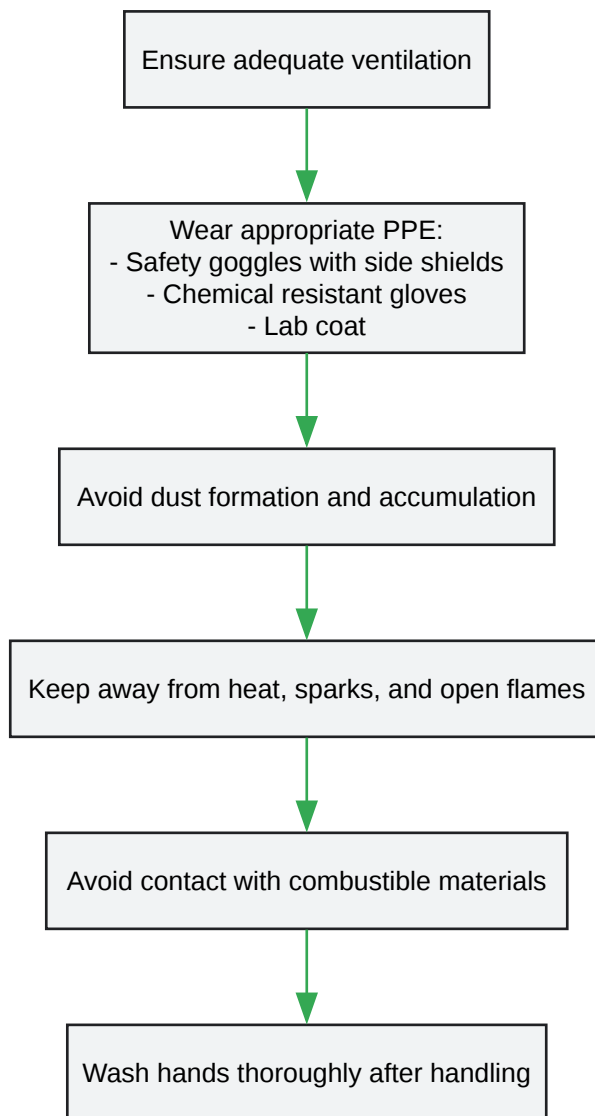 Ensure adequate ventilation
Wear appropriate PPE:
- Safety goggles with side shields
- Chemical resistant gloves
- Lab coat
Avoid dust formation and accumulation
Keep away from heat, sparks, and open flames
Avoid contact with combustible materials
Wash hands thoroughly after handling